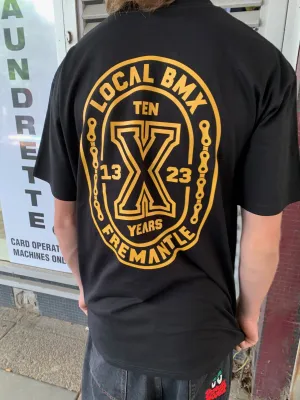 AUNDRETTE
CARD OPERAT
MACHINES ONL
LOCAL BMX
TEN
X
13 23
YEARS
FREMANTLE